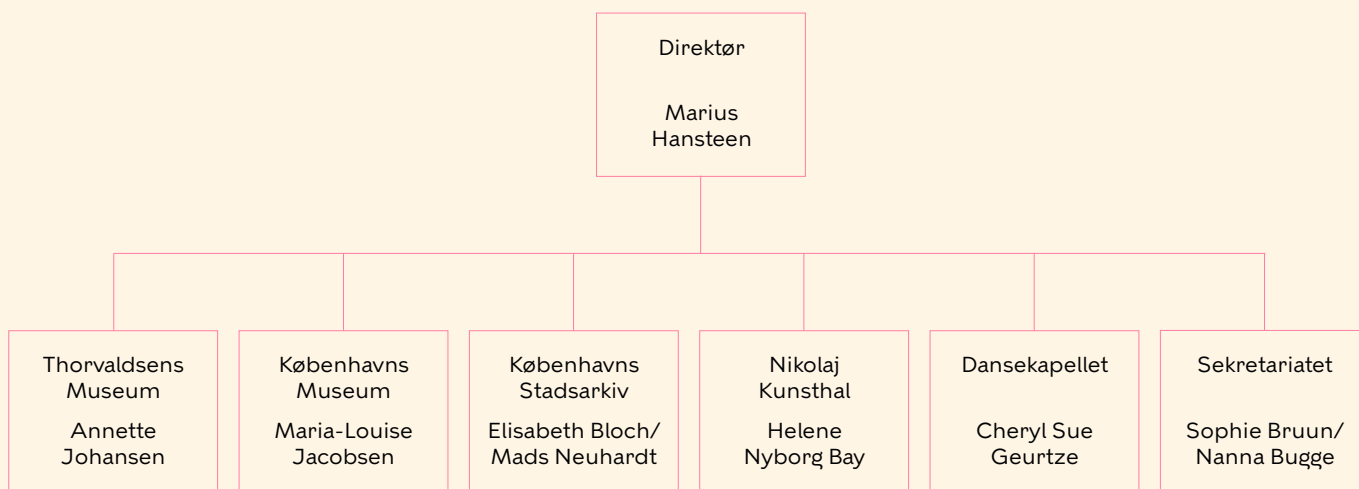 Direktør
Marius
Hansteen
Thorvaldsens
Museum
Annette
Johansen
Københavns
Museum
Maria-Louise
Jacobsen
Københavns
Stadsarkiv
Elisabeth Bloch/
Mads Neuhardt
Nikolaj
Kunsthal
Helene
Nyborg Bay
Dansekapellet
Cheryl Sue
Geurtze
Sekretariatet
Sophie Bruun/
Nanna Bugge